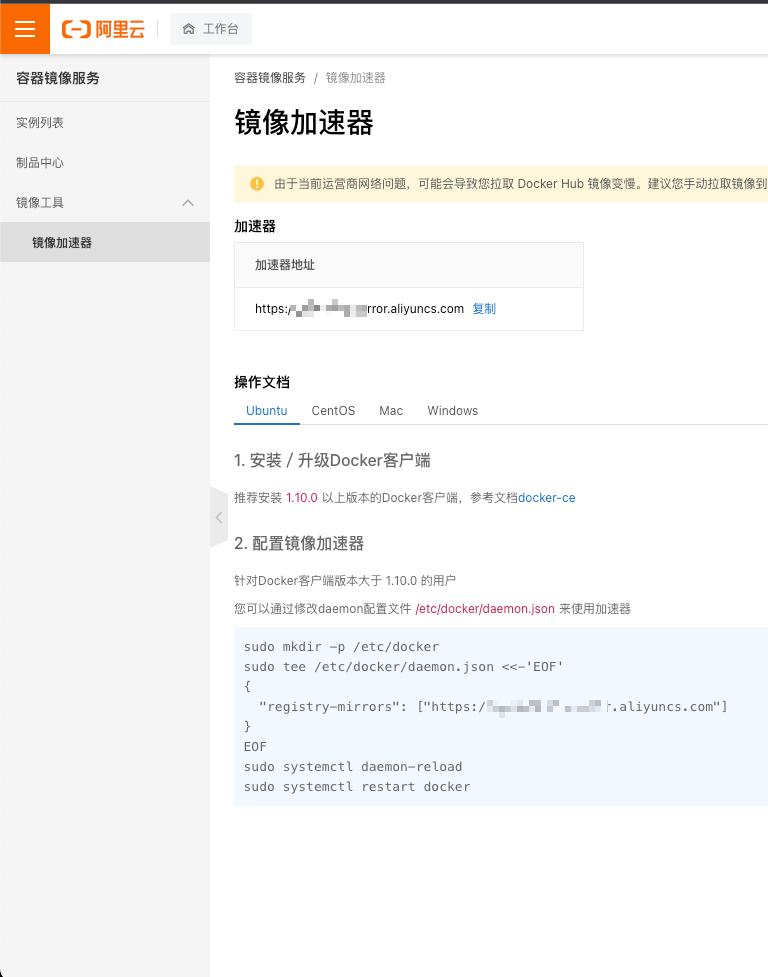 阿里云
工作台
容器镜像服务
实例列表
制品中心
镜像工具
镜像加速器
容器镜像服务 / 镜像加速器
镜像加速器
由于当前运营商网络问题，可能会导致您拉取 Docker Hub 镜像变慢。建议您手动拉取镜像到
加速器
加速器地址
https:/ rror.aliyuncs.com 复制
操作文档
Ubuntu CentOS Mac Windows
1. 安装 / 升级Docker客户端
推荐安装 1.10.0 以上版本的Docker客户端，参考文档docker-ce
2. 配置镜像加速器
针对Docker客户端版本大于 1.10.0 的用户
您可以通过修改daemon配置文件 /etc/docker/daemon.json 来使用加速器
sudo mkdir -p /etc/docker
sudo tee /etc/docker/daemon.json <<-'EOF'
{
"registry-mirrors": ["https:/ r.aliyuncs.com"]
}
EOF
sudo systemctl daemon-reload
sudo systemctl restart docker